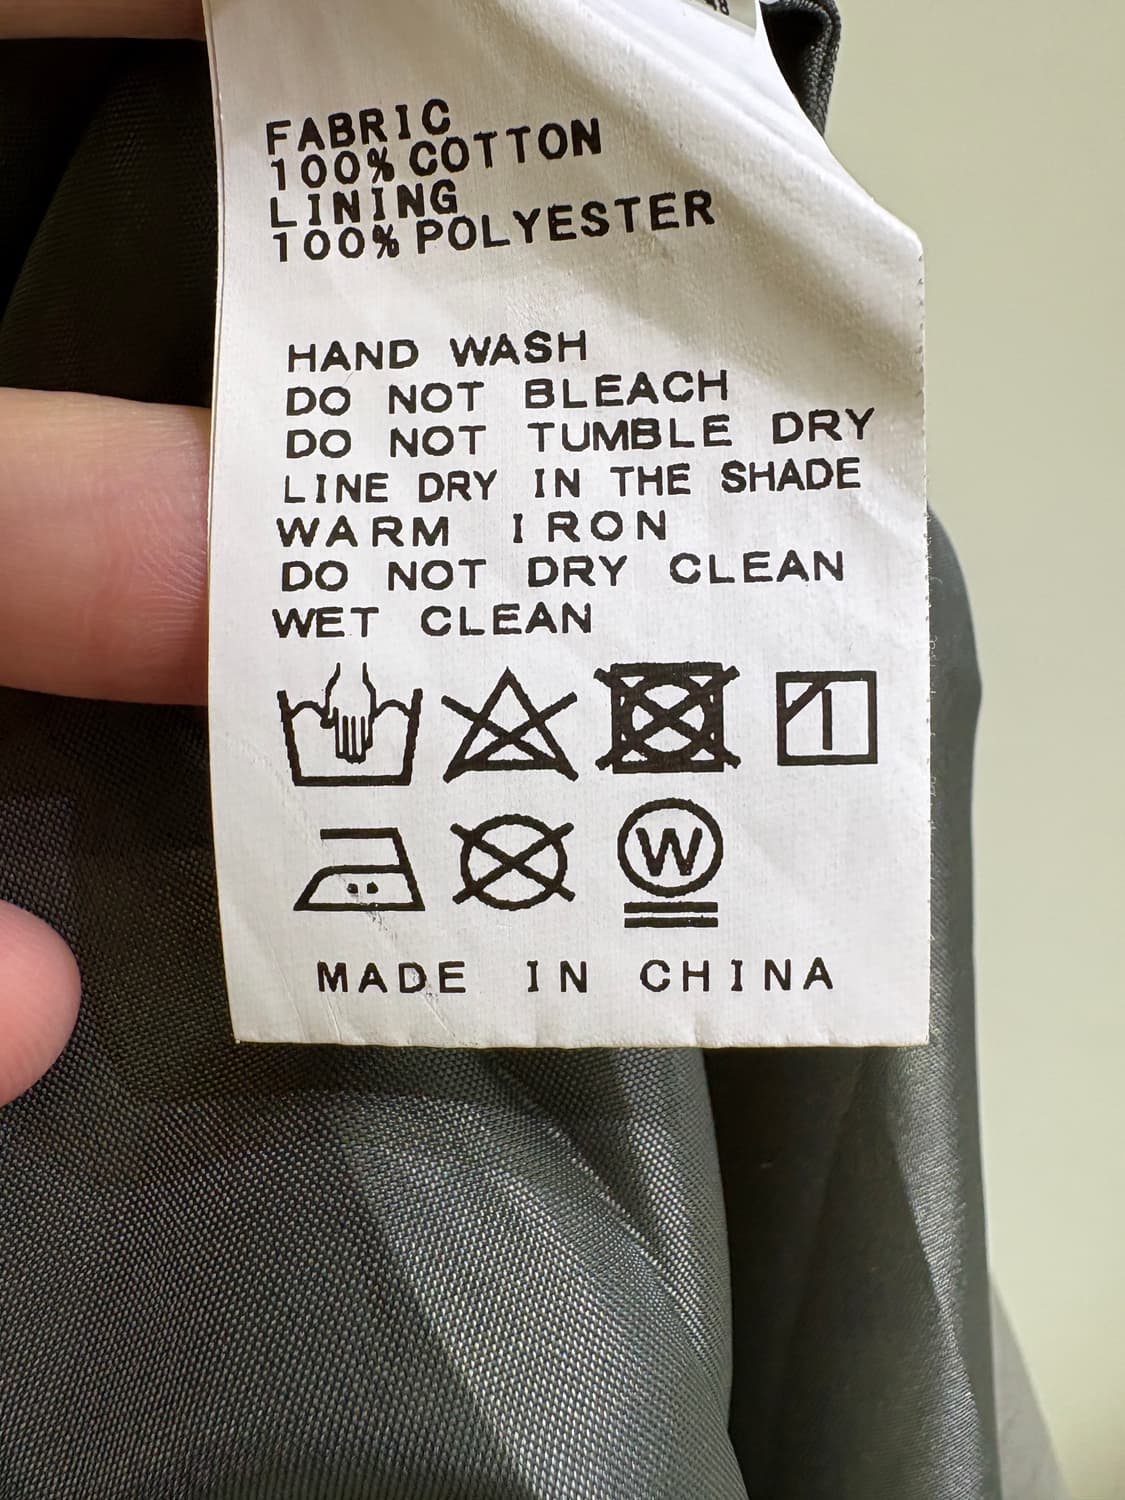 FABRIC
100% COTTON
LINING
100% POLYESTER
HAND WASH
DO NOT BLEACH
DO NOT TUMBLE DRY
LINE DRY IN THE SHADE
WARM IRON
DO NOT DRY CLEAN
WET CLEAN
W
MADE IN CHINA